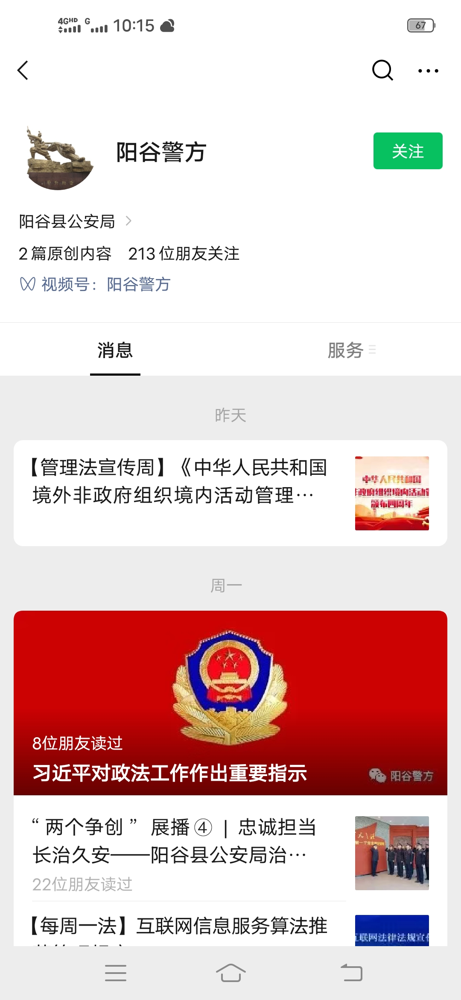 4GHD G 10:15 67
阳谷警方
关注
阳谷县公安局
2篇原创内容 213位朋友关注
视频号：阳谷警方
消息 服务
昨天
【管理法宣传周】《中华人民共和国
境外非政府组织境内活动管理…
中华人民共和国
政府组织境内活动
颁布四周年
周一
8位朋友读过
习近平对政法工作作出重要指示
阳谷警方
“两个争创” 展播④ | 忠诚担当
长治久安——阳谷县公安局治…
22位朋友读过
【每周一法】互联网信息服务算法推
互联网法律法规宣传